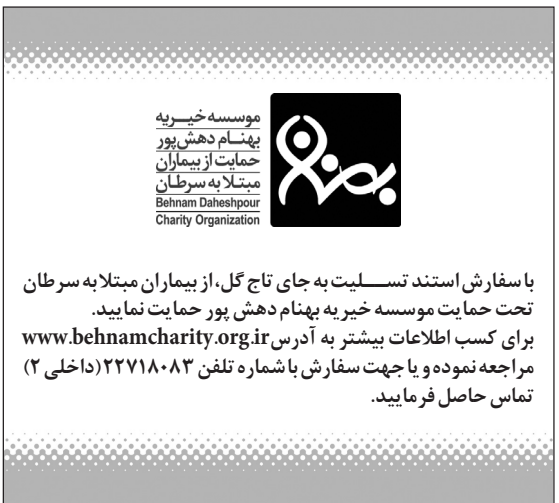 موسسه خیریه
بهنام دهش‌پور
حمایت از بیماران
مبتلا به سرطان
Behnam Daheshpour
Charity Organization
بهنام
با سفارش استند تسلیت به جای تاج گل، از بیماران مبتلا به سرطان
تحت حمایت موسسه خیریه بهنام دهش پور حمایت نمایید.
برای کسب اطلاعات بیشتر به آدرس www.behnamcharity.org.ir
مراجعه نموده و یا جهت سفارش با شماره تلفن ۲۲۷۱۸۰۸۳ (داخلی ۲)
تماس حاصل فرمایید.